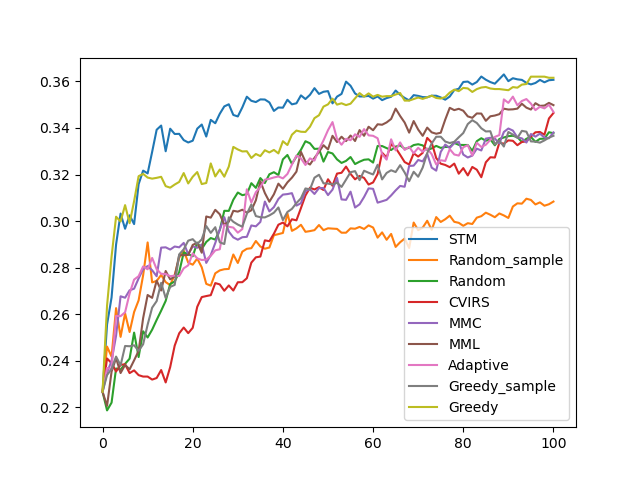 0.36
0.34
0.32
0.30
0.28
0.26
0.24
0.22
0 20 40 60 80 100
STM
Random_sample
Random
CVIRS
MMC
MML
Adaptive
Greedy_sample
Greedy